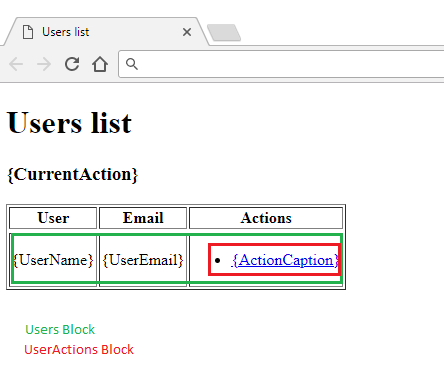 Users list
Users list
{CurrentAction}
User Email Actions
{UserName} {UserEmail} {ActionCaption}
Users Block
UserActions Block